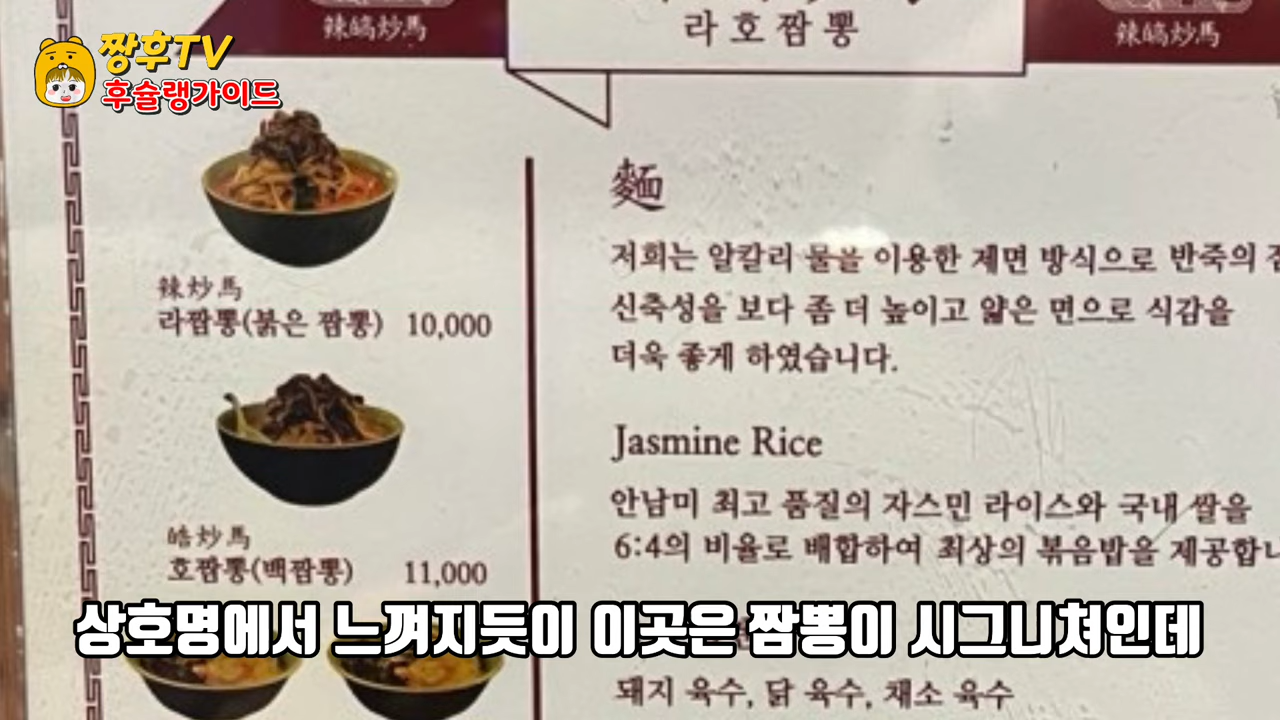 짱후TV
후슐랭가이드
辣皜炒馬
라호짬뽕
辣皜炒馬
辣炒馬
라짬뽕(붉은 짬뽕) 10,000
皓炒馬
호짬뽕(백짬뽕) 11,000
麵
저희는 알칼리 물을 이용한 제면 방식으로 반죽의
신축성을 보다 좀 더 높이고 얇은 면으로 식감을
더욱 좋게 하였습니다.
Jasmine Rice
안남미 최고 품질의 자스민 라이스와 국내 쌀을
6:4의 비율로 배합하여 최상의 볶음밥을 제공합니
상호명에서 느껴지듯이 이곳은 짬뽕이 시그니쳐인데
돼지 육수, 닭 육수, 채소 육수